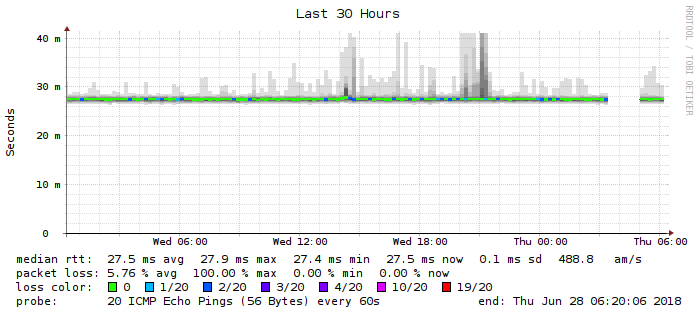 Last 30 Hours
RRDTOOL / TOBI OETIKER
Seconds
40 m
30 m
20 m
10 m
0
Wed 06:00 Wed 12:00 Wed 18:00 Thu 00:00 Thu 06:00
median rtt: 27.5 ms avg 27.9 ms max 27.4 ms min 27.5 ms now 0.1 ms sd 488.8 am/s
packet loss: 5.76 % avg 100.00 % max 0.00 % min 0.00 % now
loss color: 0 1/20 2/20 3/20 4/20 10/20 19/20
probe: 20 ICMP Echo Pings (56 Bytes) every 60s end: Thu Jun 28 06:20:06 2018